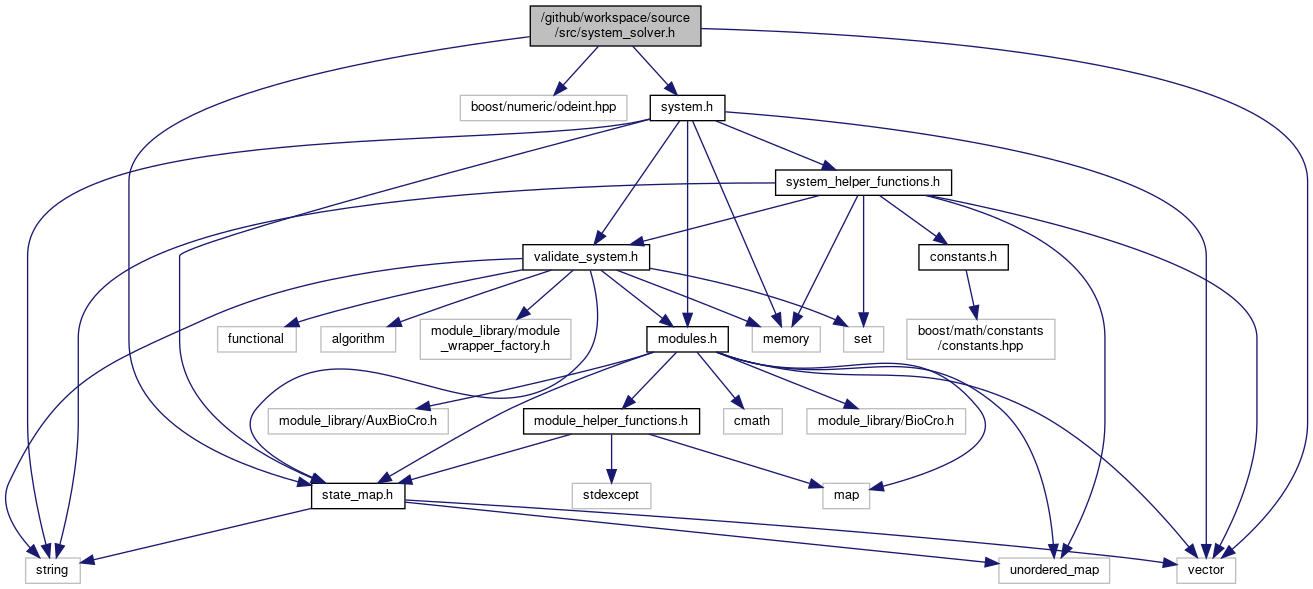 /github/workspace/source
/src/system_solver.h
boost/numeric/odeint.hpp
system.h
system_helper_functions.h
validate_system.h
constants.h
functional
algorithm
module_library/module
_wrapper_factory.h
modules.h
memory
set
boost/math/constants
/constants.hpp
module_library/AuxBioCro.h
module_helper_functions.h
cmath
module_library/BioCro.h
state_map.h
stdexcept
map
string
unordered_map
vector